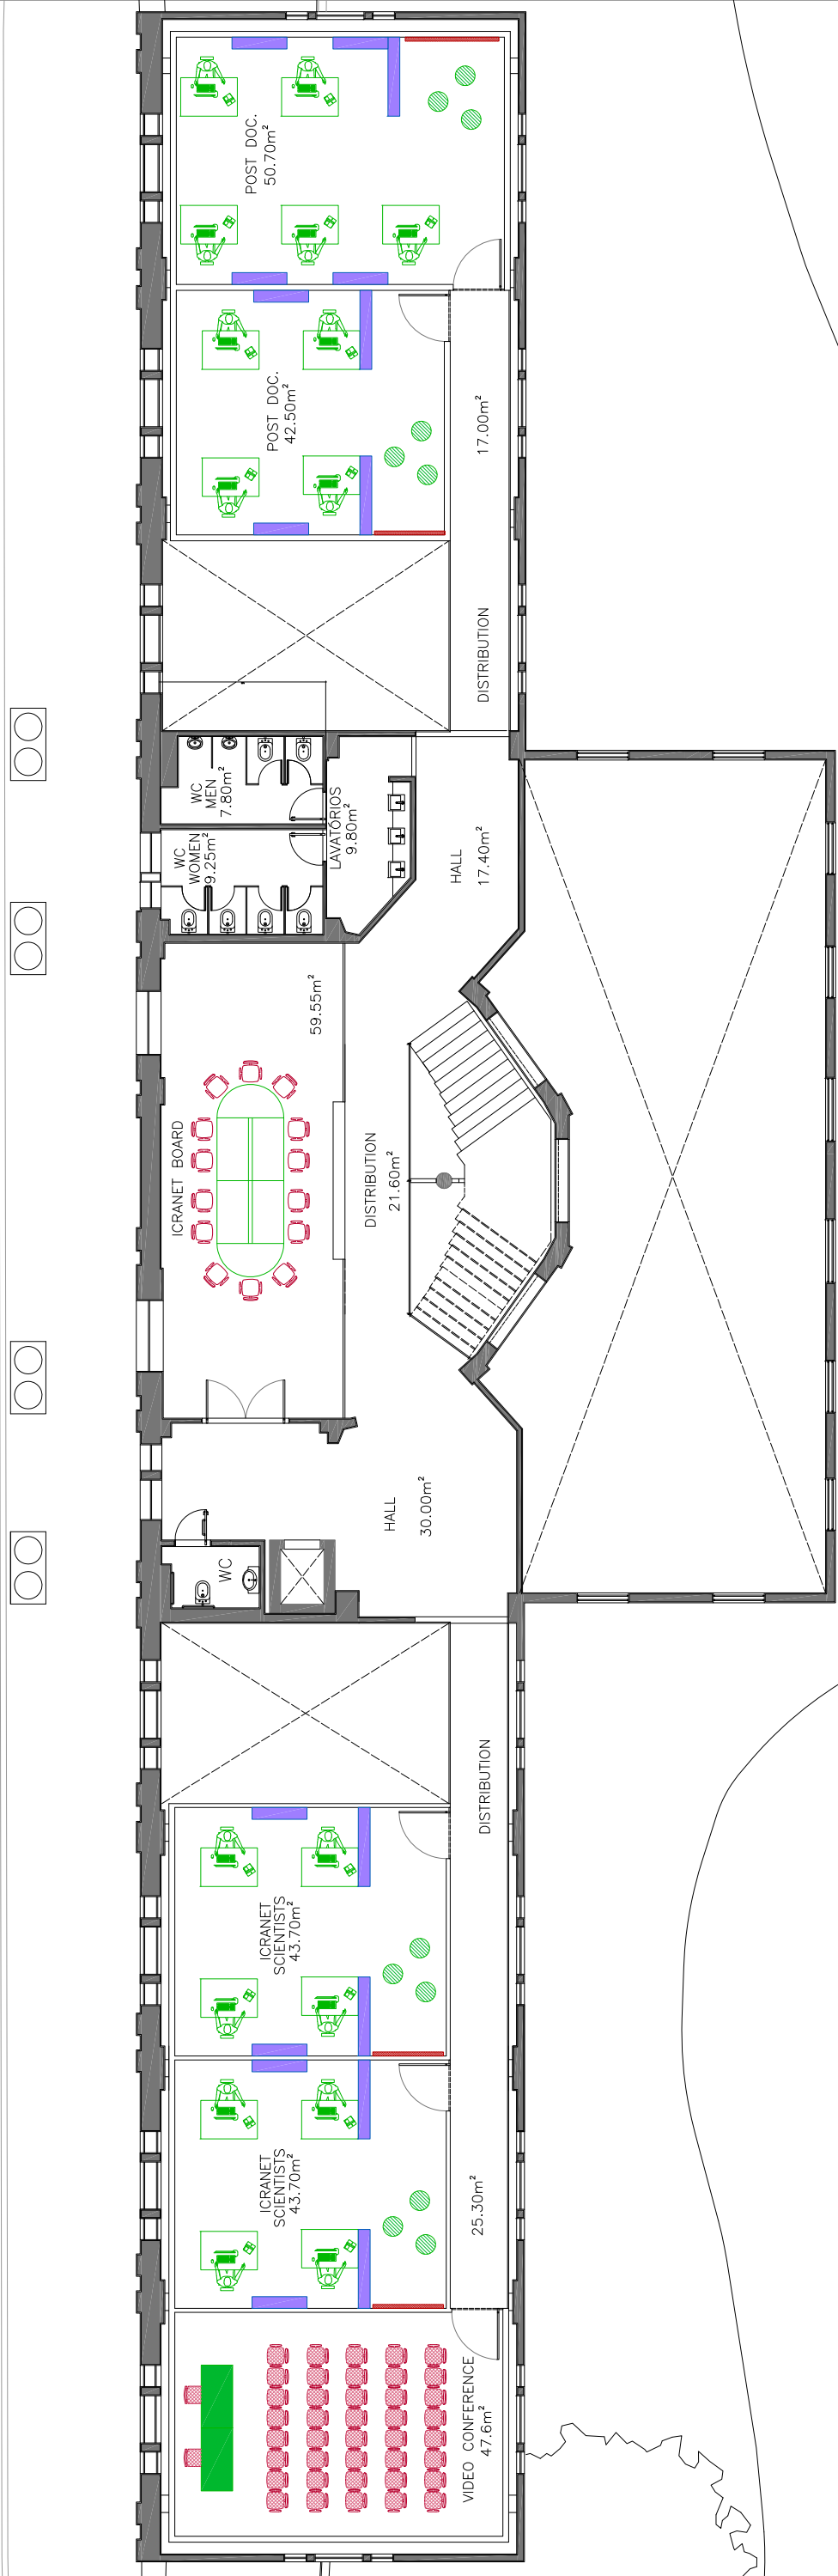 POST DOC.
50.70m²
POST DOC.
42.50m²
17.00m²
DISTRIBUTION
WC
MEN
7.80m²
LAVATÓRIOS
9.80m²
WC
WOMEN
9.25m²
HALL
17.40m²
59.55m²
ICRANET BOARD
DISTRIBUTION
21.60m²
HALL
30.00m²
WC
DISTRIBUTION
ICRANET
SCIENTISTS
43.70m²
ICRANET
SCIENTISTS
43.70m²
25.30m²
VIDEO CONFERENCE
47.6m²